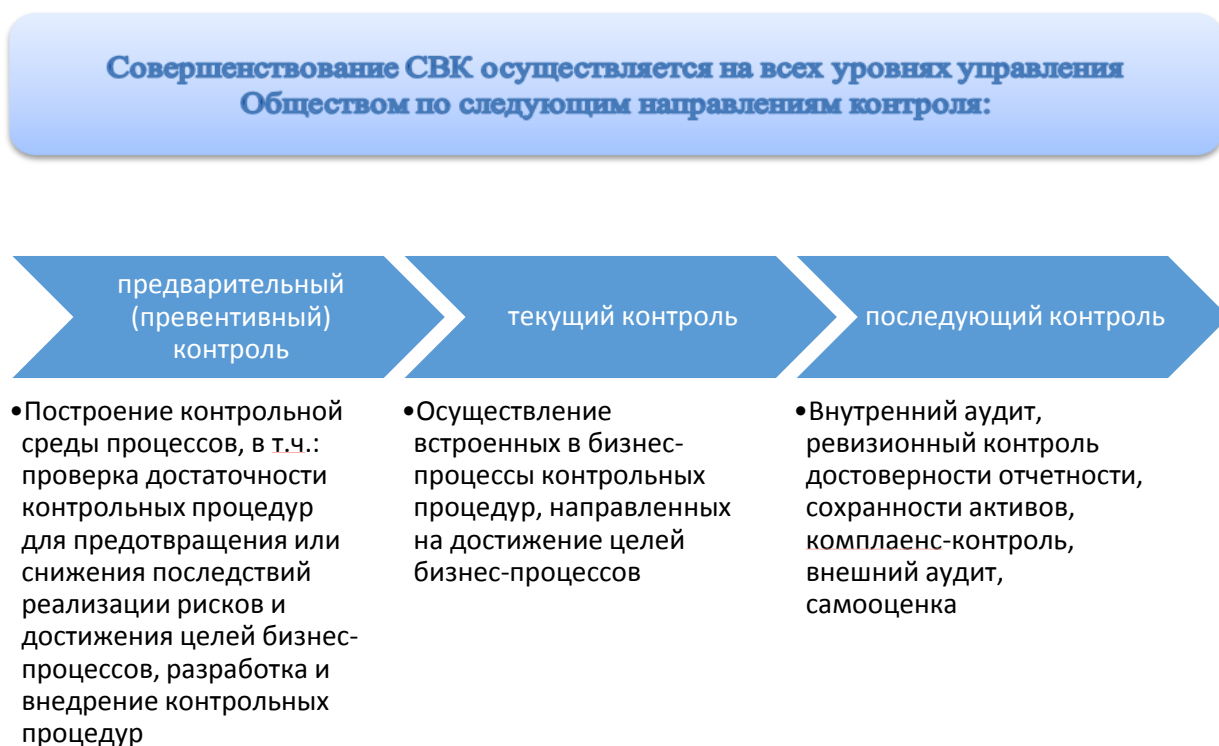 Совершенствование СВК осуществляется на всех уровнях управления
Обществом по следующим направлениям контроля:
предварительный
(превентивный)
контроль
•Построение контрольной
среды процессов, в т.ч.:
проверка достаточности
контрольных процедур
для предотвращения или
снижения последствий
реализации рисков и
достижения целей бизнес-
процессов, разработка и
внедрение контрольных
процедур
текущий контроль
•Осуществление
встроенных в бизнес-
процессы контрольных
процедур, направленных
на достижение целей
бизнес-процессов
последующий контроль
•Внутренний аудит,
ревизионный контроль
достоверности отчетности,
сохранности активов,
комплаенс-контроль,
внешний аудит,
самооценка